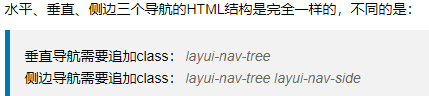 水平、垂直、侧边三个导航的HTML结构是完全一样的，不同的是：
垂直导航需要追加class： layui-nav-tree
侧边导航需要追加class： layui-nav-tree layui-nav-side